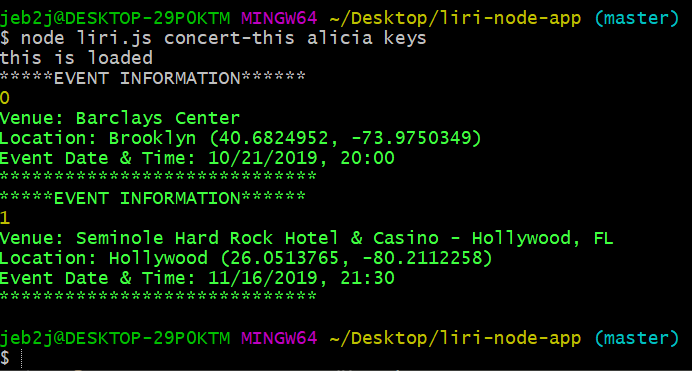 jeb2j@DESKTOP-29P0KTM MINGW64 ~/Desktop/liri-node-app (master)
$ node liri.js concert-this alicia keys
this is loaded
*****EVENT INFORMATION******
0
Venue: Barclays Center
Location: Brooklyn (40.6824952, -73.9750349)
Event Date & Time: 10/21/2019, 20:00
*****************************
*****EVENT INFORMATION******
1
Venue: Seminole Hard Rock Hotel & Casino - Hollywood, FL
Location: Hollywood (26.0513765, -80.2112258)
Event Date & Time: 11/16/2019, 21:30
*****************************
jeb2j@DESKTOP-29P0KTM MINGW64 ~/Desktop/liri-node-app (master)
$